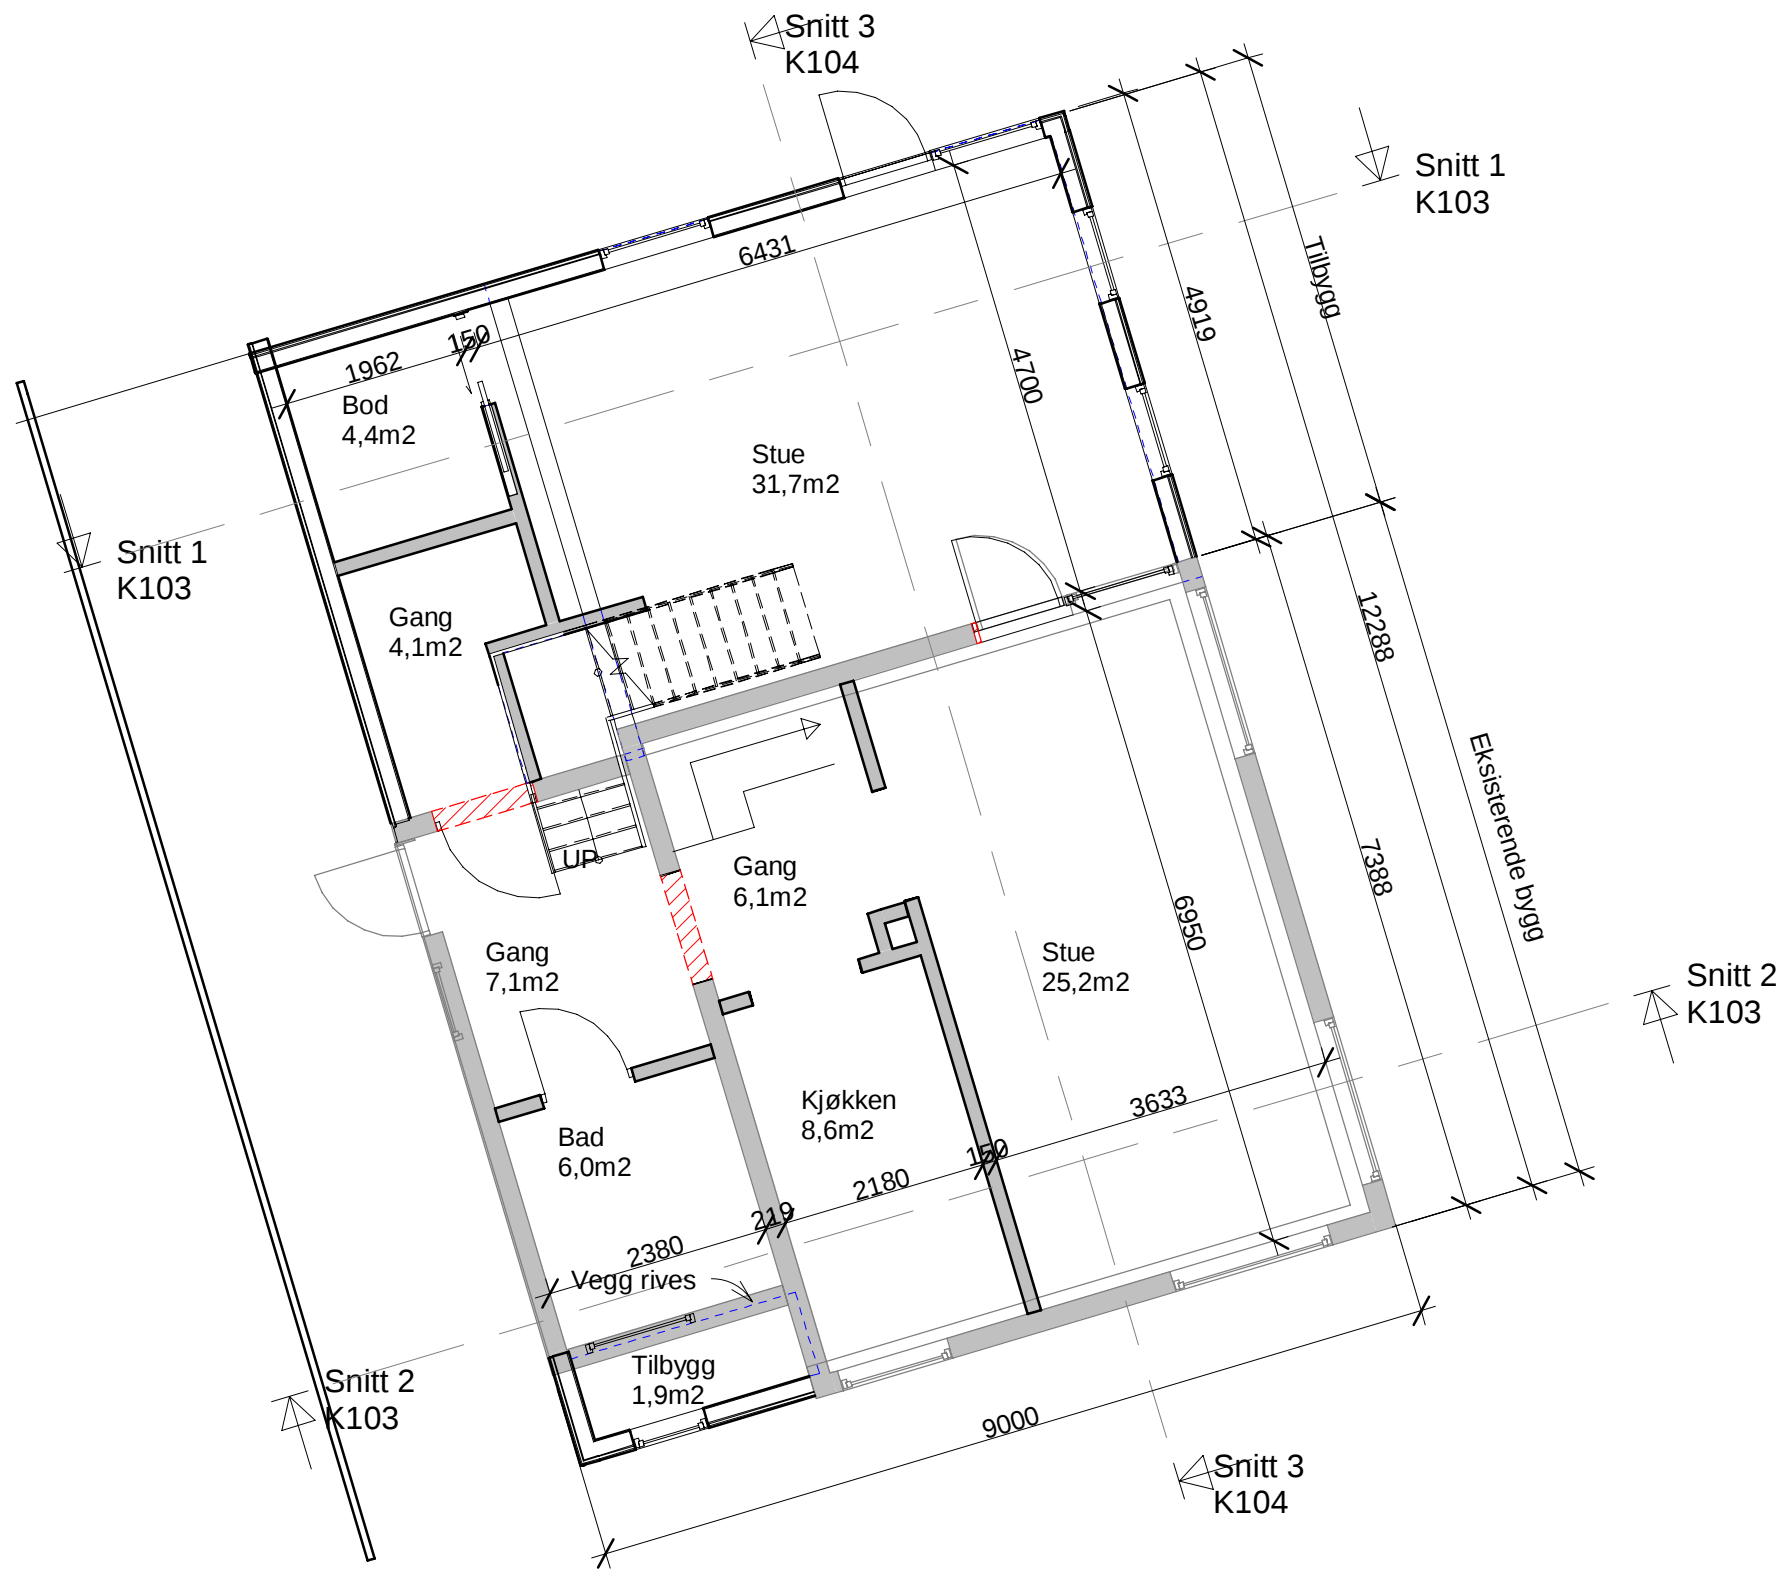 Snitt 3
K104
Snitt 1
K103
Tilbygg
6431
4919
150
1962
4700
Bod
4,4m2
Stue
31,7m2
Snitt 1
K103
Gang
4,1m2
12288
Eksisterende bygg
UP
Gang
6,1m2
7388
6950
Gang
7,1m2
Stue
25,2m2
Snitt 2
K103
Kjøkken
8,6m2
3633
Bad
6,0m2
150
2180
219
2380
Vegg rives
Tilbygg
1,9m2
Snitt 2
K103
9000
Snitt 3
K104